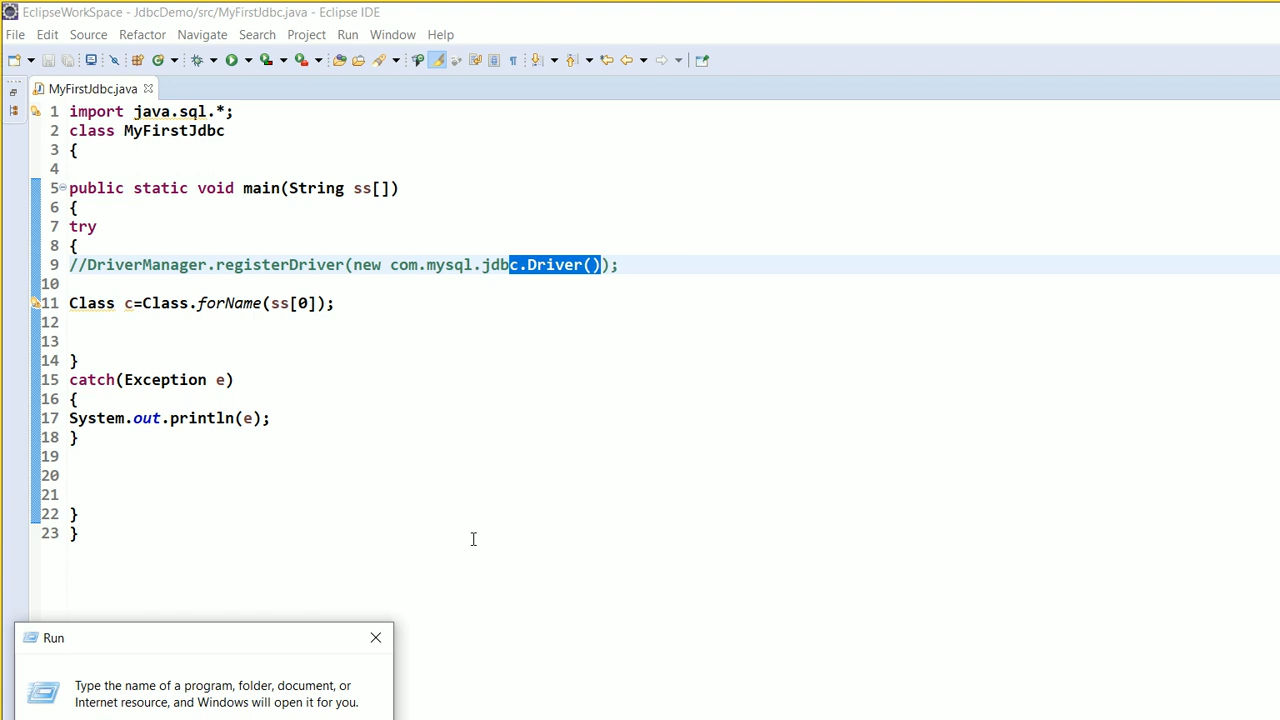 EclipseWorkSpace - JdbcDemo/src/MyFirstJdbc.java - Eclipse IDE
File Edit Source Refactor Navigate Search Project Run Window Help
MyFirstJdbc.java
1 import java.sql.*;
2 class MyFirstJdbc
3 {
4
5 public static void main(String ss[])
6 {
7 try
8 {
9 //DriverManager.registerDriver(new com.mysql.jdbc.Driver());
10
11 Class c=Class.forName(ss[0]);
12
13
14 }
15 catch(Exception e)
16 {
17 System.out.println(e);
18 }
19
20
21
22 }
23 }
Run
Type the name of a program, folder, document, or
Internet resource, and Windows will open it for you.